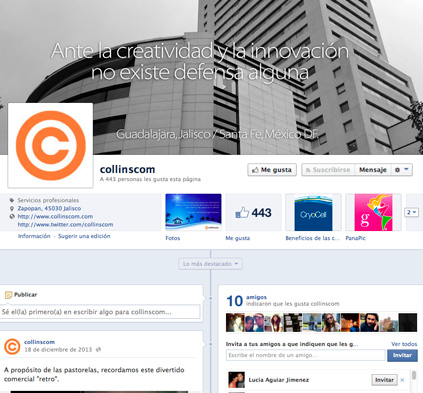 Ante la creatividad y la innovación
no existe defensa alguna
Guadalajara, Jalisco / Santa Fe, México DF.
collinscom
A 443 personas les gusta esta página
Me gusta
Suscribirse
Mensaje
Servicios profesionales
Zapopan, 45030 Jalisco
http://www.collinscom.com
http://www.twitter.com/collinscom
Información - Sugerir una edición
Fotos
443
Me gusta
CryoCell
Beneficios de las c...
g
PanaPic
2
Lo más destacado
Publicar
Sé el(la) primero(a) en escribir algo para collinscom...
collinscom
18 de diciembre de 2013
A propósito de las pastorelas, recordamos este divertido
comercial "retro".
10 amigos
indicaron que les gusta collinscom
Invita a tus amigos a que indiquen que les g...
Ver todos
Escribe el nombre de un amigo...
Invitar
Lucia Aguiar Jimenez
Invitar